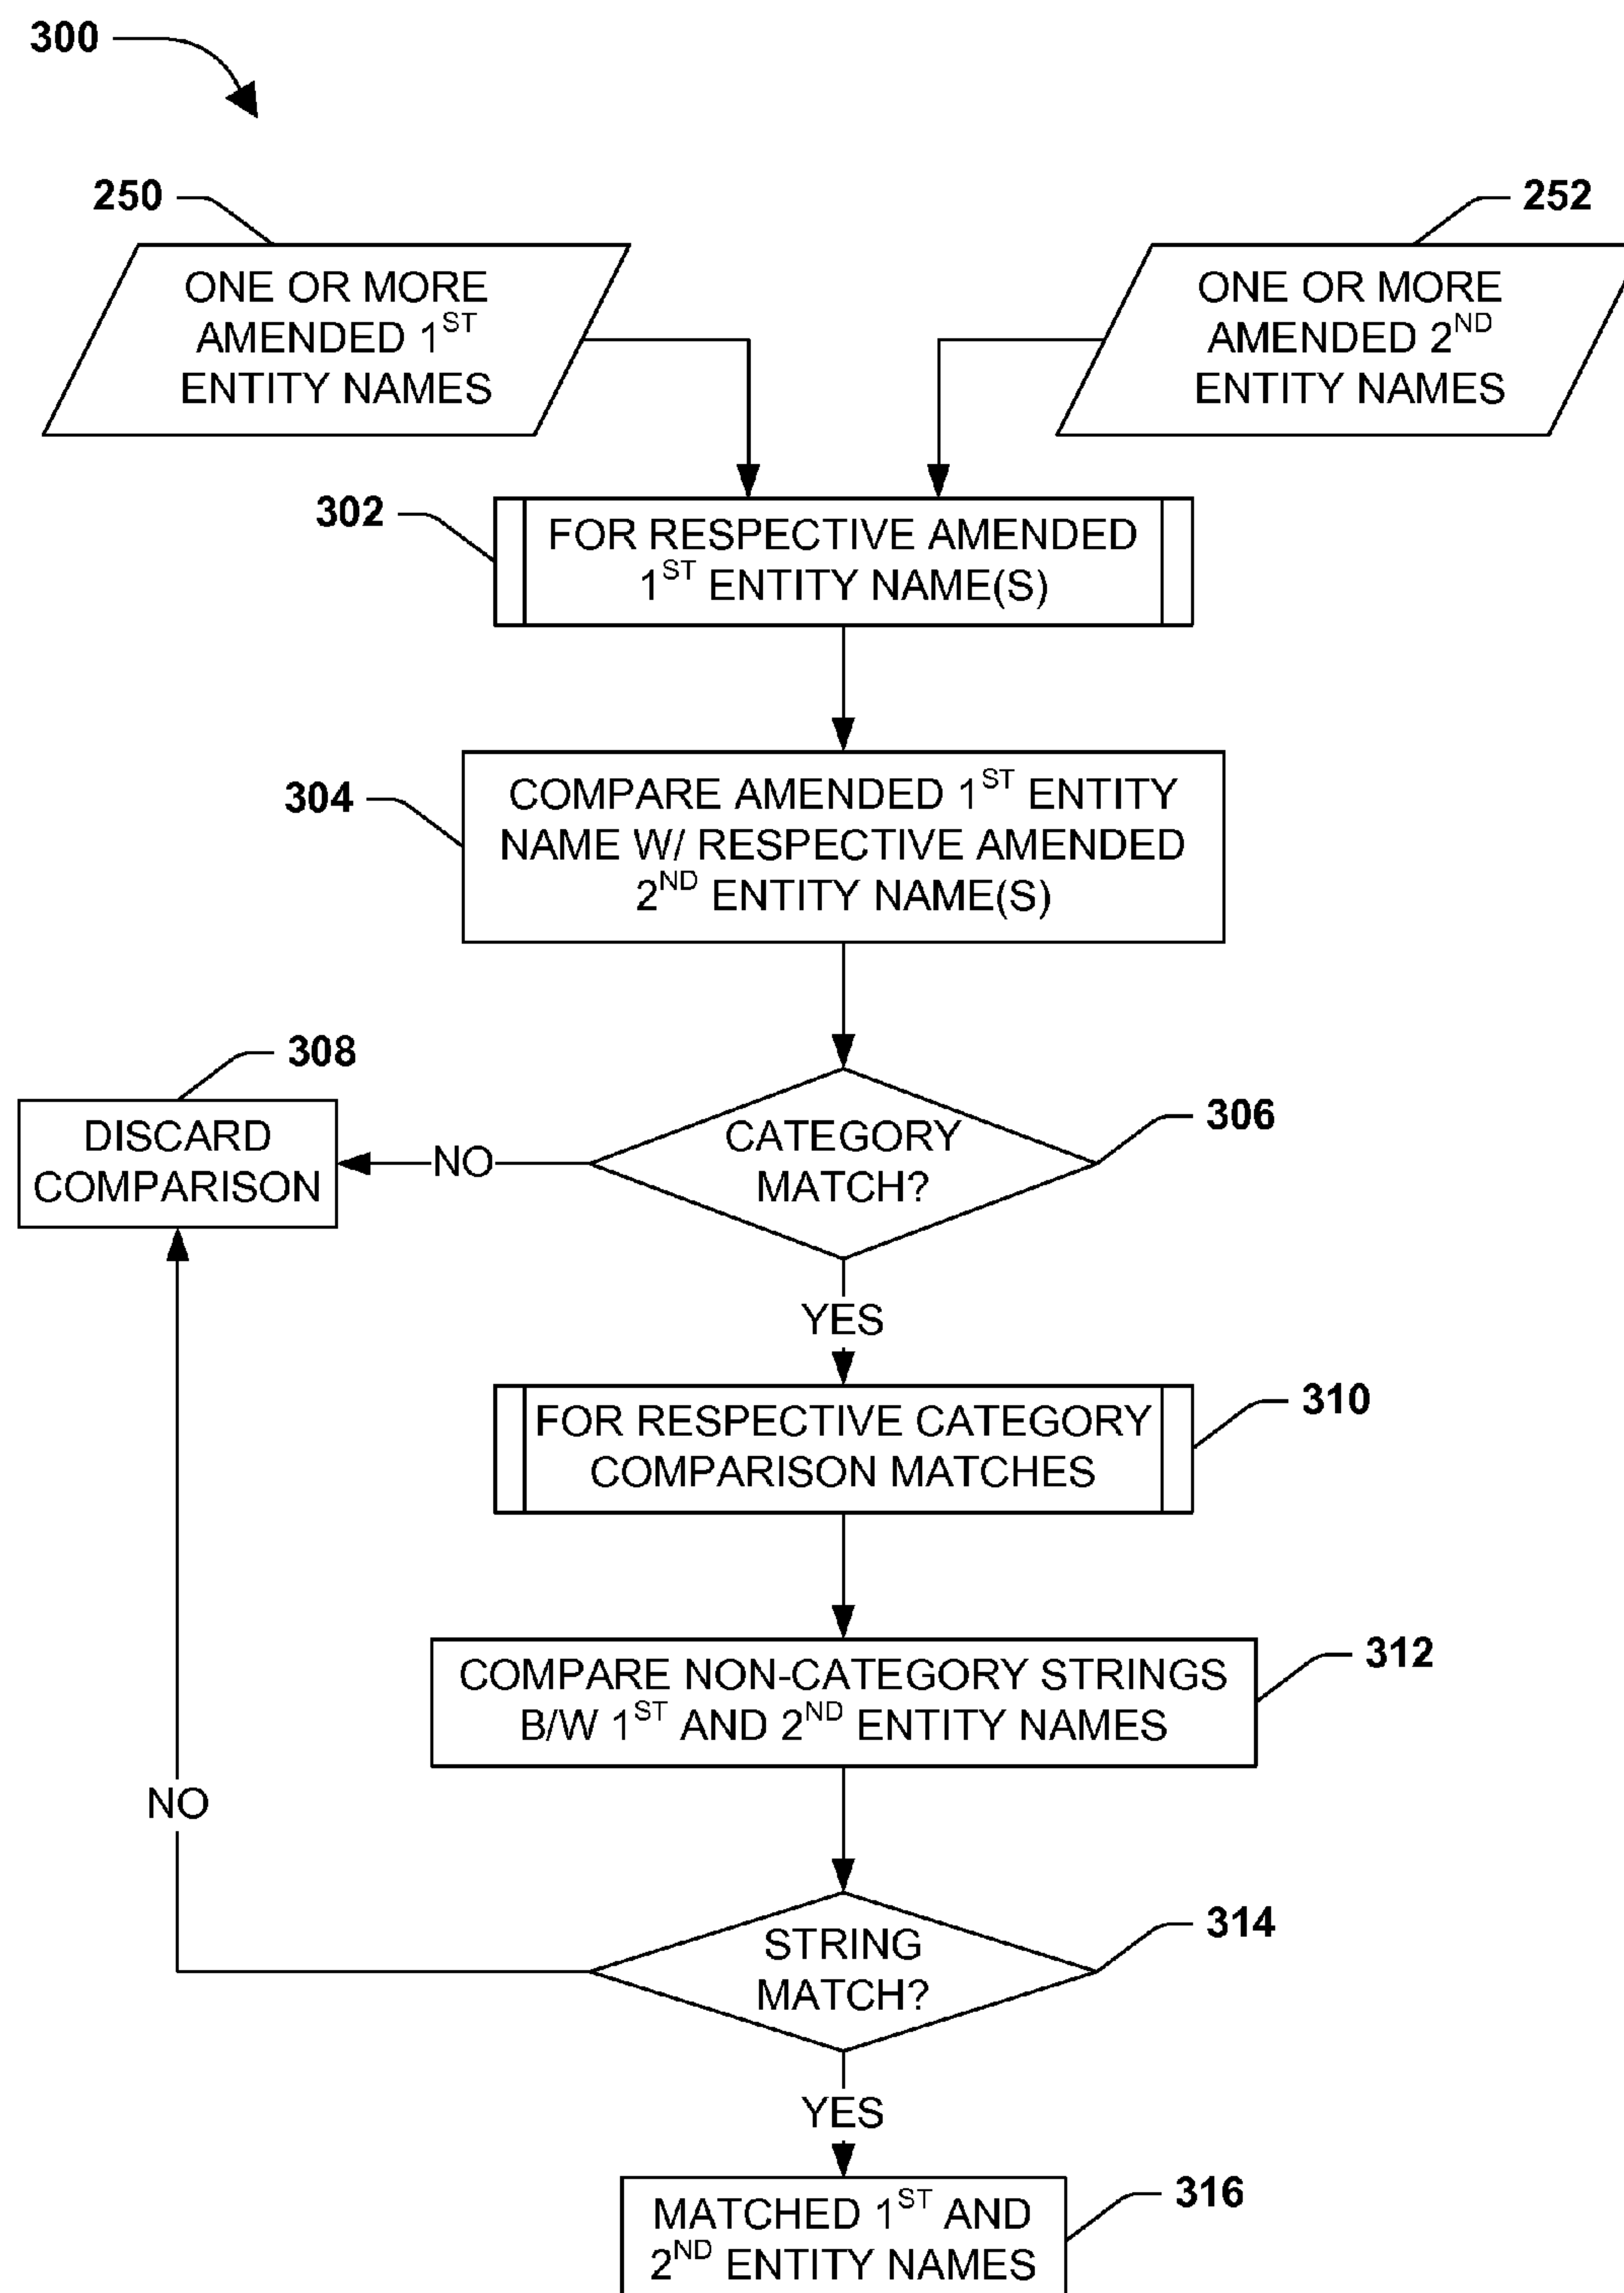 300
250
252
ONE OR MORE
AMENDED 1ST
ENTITY NAMES
ONE OR MORE
AMENDED 2ND
ENTITY NAMES
302
FOR RESPECTIVE AMENDED
1ST ENTITY NAME(S)
304
COMPARE AMENDED 1ST ENTITY
NAME W/ RESPECTIVE AMENDED
2ND ENTITY NAME(S)
308
DISCARD
COMPARISON
NO
306
CATEGORY
MATCH?
YES
310
FOR RESPECTIVE CATEGORY
COMPARISON MATCHES
312
COMPARE NON-CATEGORY STRINGS
B/W 1ST AND 2ND ENTITY NAMES
NO
314
STRING
MATCH?
YES
316
MATCHED 1ST AND
2ND ENTITY NAMES